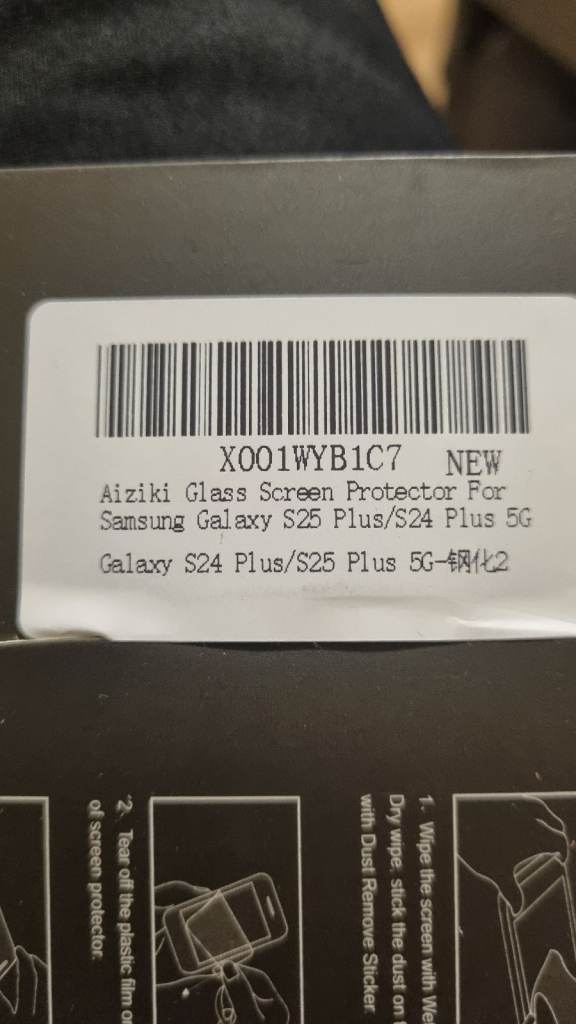 X001WYB1C7 NEW
Aiziki Glass Screen Protector For
Samsung Galaxy S25 Plus/S24 Plus 5G
Galaxy S24 Plus/S25 Plus 5G-钢化2
1. Wipe the screen with
Dry wipe, stick the dust on
with Dust Remove Sticker
2. Tear off the plastic film
of screen protector.